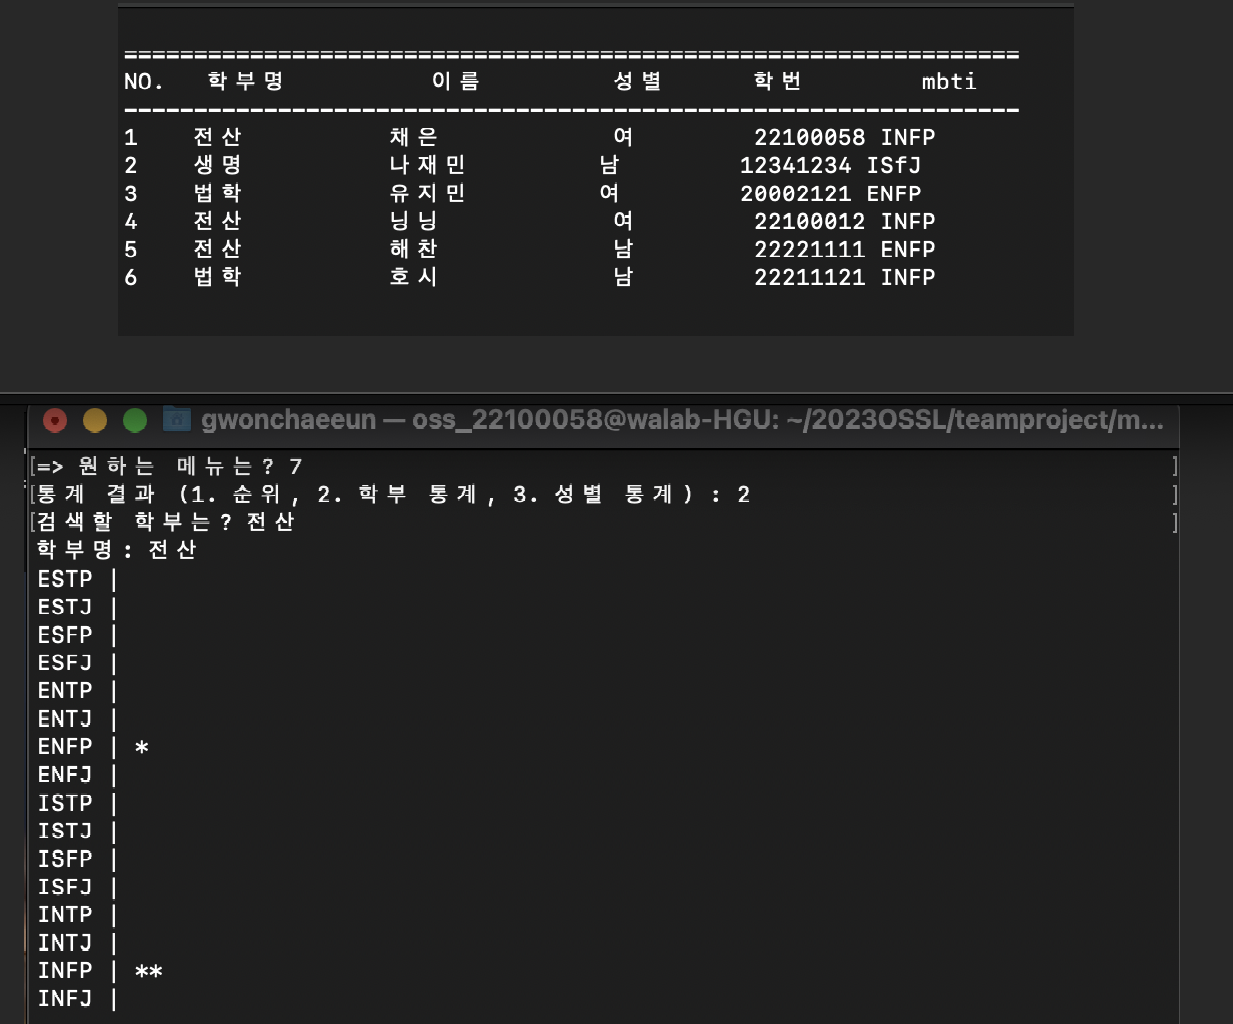 =================================================================
NO. 학부명 이름 성별 학번 mbti
-----------------------------------------------------------------
1 전산 채은 여 22100058 INFP
2 생명 나재민 남 12341234 ISfJ
3 법학 유지민 여 20002121 ENFP
4 전산 닝닝 여 22100012 INFP
5 전산 해찬 남 22221111 ENFP
6 법학 호시 남 22211121 INFP
gwonchaeeun — oss_22100058@walab-HGU: ~/2023OSSL/teamproject/m...
[=> 원하는 메뉴는? 7 ]
[통계 결과 (1. 순위, 2. 학부 통계, 3. 성별 통계) : 2 ]
[검색할 학부는? 전산 ]
학부명: 전산
ESTP |
ESTJ |
ESFP |
ESFJ |
ENTP |
ENTJ |
ENFP | *
ENFJ |
ISTP |
ISTJ |
ISFP |
ISFJ |
INTP |
INTJ |
INFP | **
INFJ |